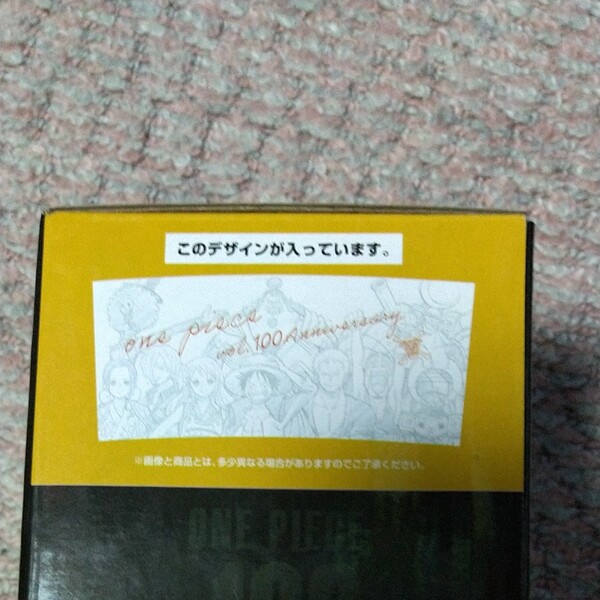 このデザインが入っています。
one piece
vol.100 Anniversary
※画像と商品とは、多少異なる場合がありますのでご了承ください。
ONE PIECE